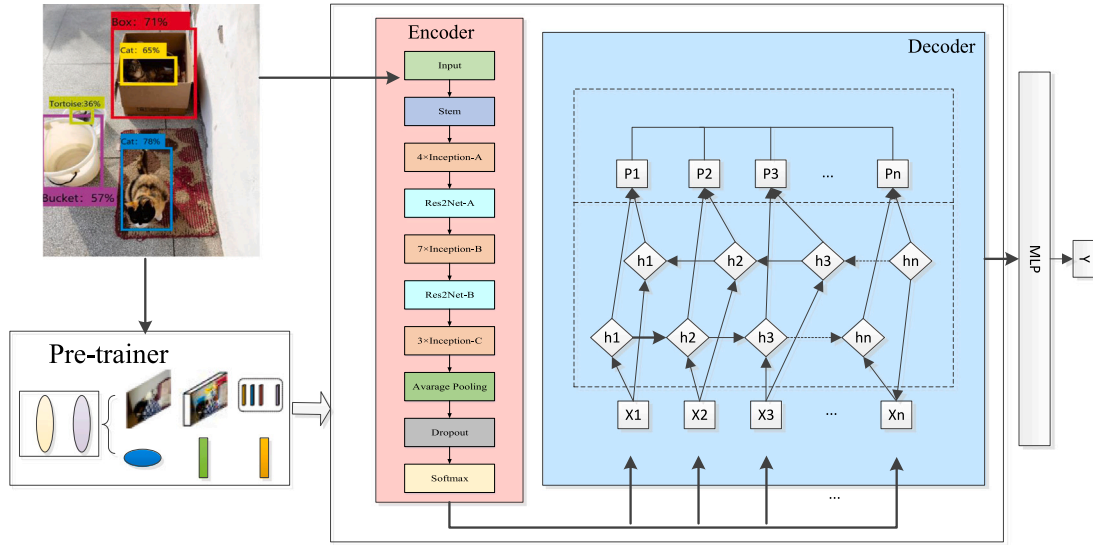 Box: 71%
Cat: 65%
Tortoise:36%
Cat: 78%
Bucket: 57%
Pre-trainer
Encoder
Input
Stem
4×Inception-A
Res2Net-A
7×Inception-B
Res2Net-B
3×Inception-C
Avarage Pooling
Dropout
Softmax
Decoder
P1 P2 P3 ... Pn
h1 h2 h3 hn
h1 h2 h3 hn
X1 X2 X3 ... Xn
...
MLP
Y